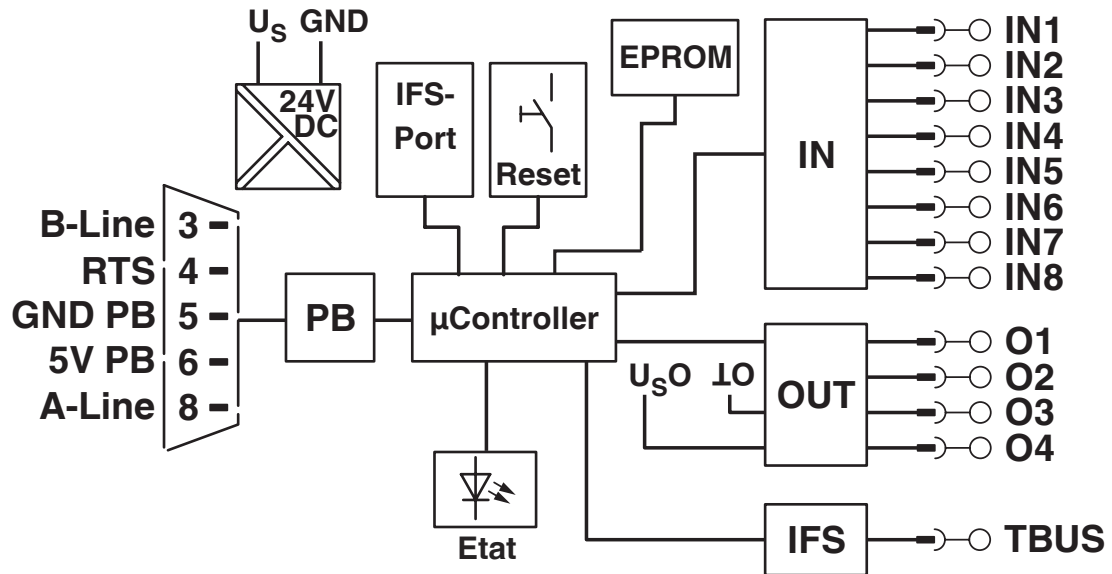 US GND
24V
DC
IFS-
Port
Reset
EPROM
IN
IN1
IN2
IN3
IN4
IN5
IN6
IN7
IN8
B-Line 3
RTS 4
GND PB 5
5V PB 6
A-Line 8
PB
µController
USO
OT
OUT
O1
O2
O3
O4
Etat
IFS
TBUS